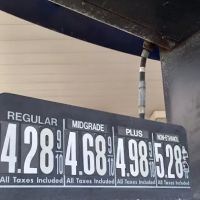 REGULAR MIDGRADE PLUS NON-ETHANOL
4.28 9/10 4.68 9/10 4.98 9/10 5.28 9/10
All Taxes Included All Taxes Included All Taxes Included All Taxes Included